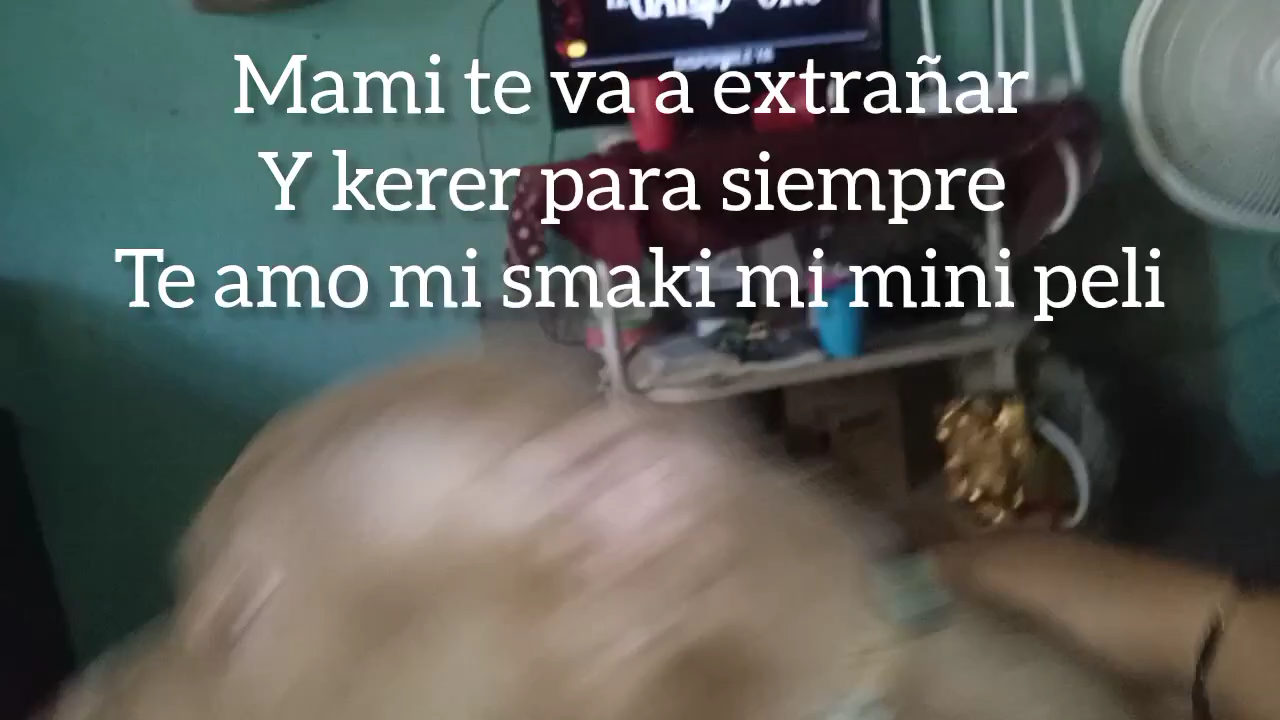 Mami te va a extrañar
Y kerer para siempre
Te amo mi smaki mi mini peli